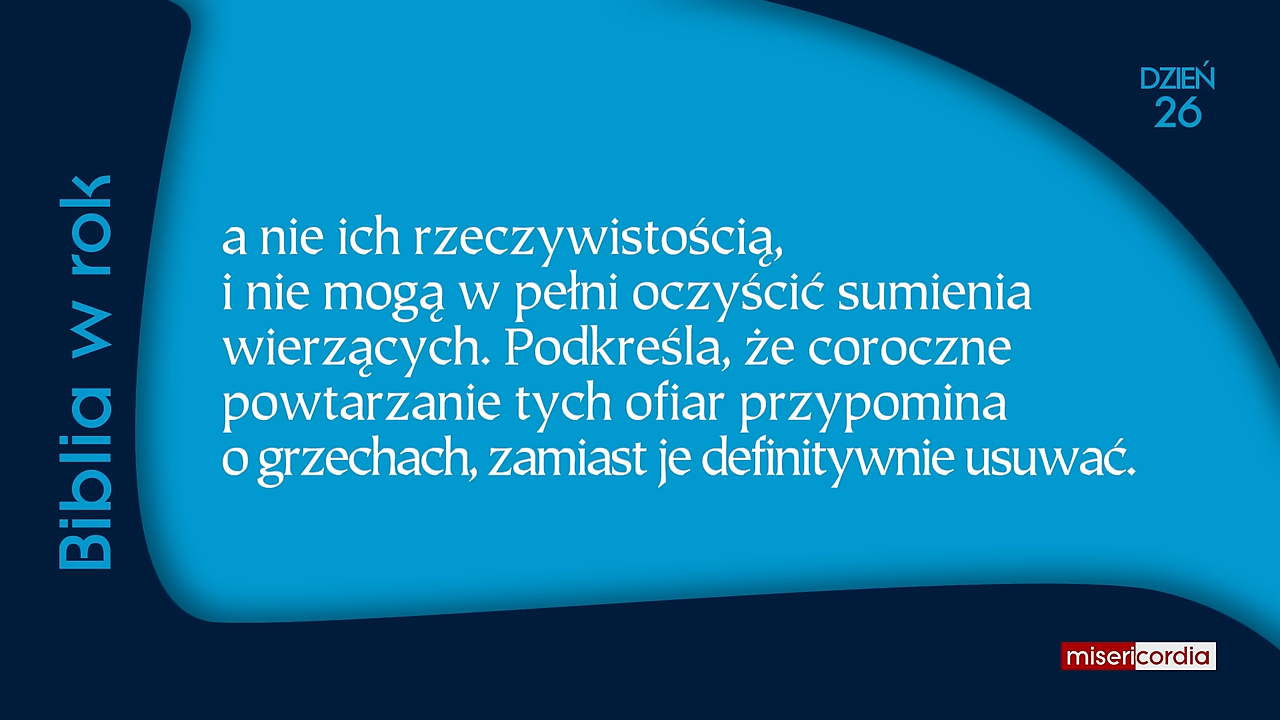 DZIEŃ
26
Biblia w rok
a nie ich rzeczywistością,
i nie mogą w pełni oczyścić sumienia
wierzących. Podkreśla, że coroczne
powtarzanie tych ofiar przypomina
o grzechach, zamiast je definitywnie usuwać.
misericordia